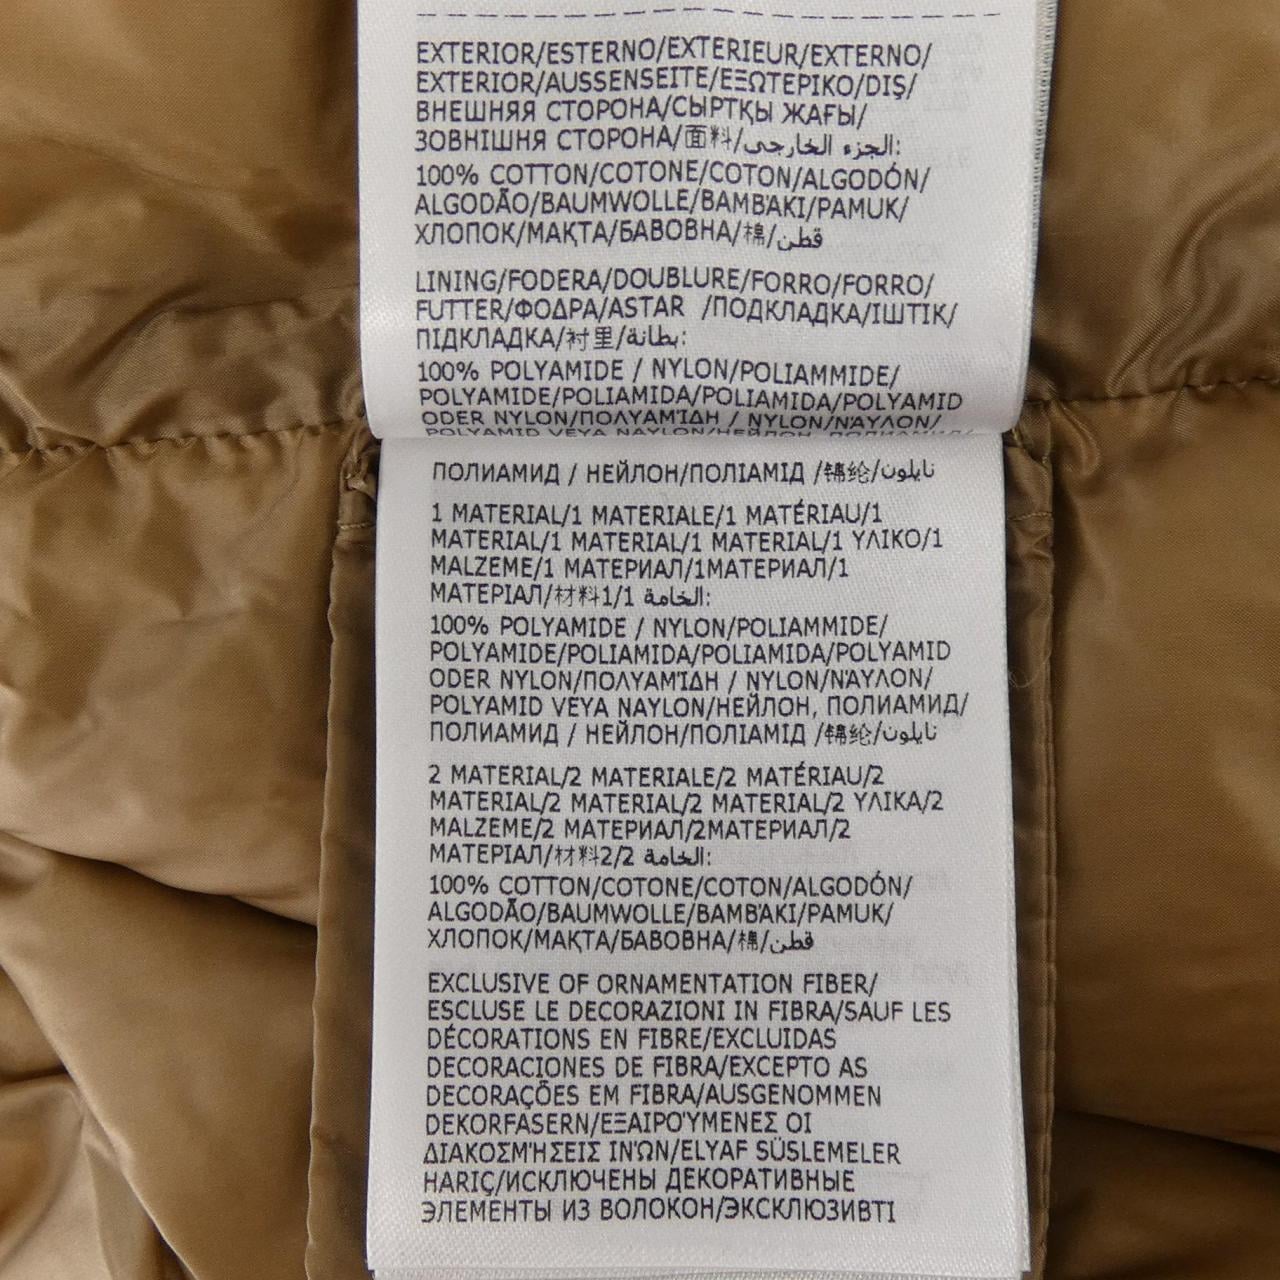 EXTERIOR/ESTERNO/EXTERIEUR/EXTERNO/
EXTERIOR/AUSSENSEITE/ΕΞΩΤΕΡΙΚΟ/DIŞ/
ВНЕШНЯЯ СТОРОНА/СЫРТҚЫ ЖАҒЫ/
ЗОВНІШНЯ СТОРОНА/面料/الجزء الخارجى:
100% COTTON/COTONE/COTON/ALGODÓN/
ALGODÃO/BAUMWOLLE/ΒΑΜΒΆΚΙ/PAMUK/
ХЛОПОК/МАҚТА/БАВОВНА/棉/قطن
LINING/FODERA/DOUBLURE/FORRO/FORRO/
FUTTER/ΦΟΔΡΑ/ASTAR /ПОДКЛАДКА/ІШТІК/
ПІДКЛАДКА/衬里/بطانة:
100% POLYAMIDE / NYLON/POLIAMMIDE/
POLYAMIDE/POLIAMIDA/POLIAMIDA/POLYAMID
ODER NYLON/ΠΟΛΥΑΜΊΔΗ / NYLON/ΝΆΥΛΟΝ/
POLYAMID VEYA NAYLON/НЕЙЛОН, ПОЛИАМИД/
ПОЛИАМИД / НЕЙЛОН/ПОЛІАМІД /锦纶/نايلون
1 MATERIAL/1 MATERIALE/1 MATÉRIAU/1
MATERIAL/1 MATERIAL/1 MATERIAL/1 ΥΛΙΚΟ/1
MALZEME/1 МАТЕРИАЛ/1МАТЕРИАЛ/1
МАТЕРІАЛ/材料1/1 الخامة:
100% POLYAMIDE / NYLON/POLIAMMIDE/
POLYAMIDE/POLIAMIDA/POLIAMIDA/POLYAMID
ODER NYLON/ΠΟΛΥΑΜΊΔΗ / NYLON/ΝΆΥΛΟΝ/
POLYAMID VEYA NAYLON/НЕЙЛОН, ПОЛИАМИД/
ПОЛИАМИД / НЕЙЛОН/ПОЛІАМІД /锦纶/نايلون
2 MATERIAL/2 MATERIALE/2 MATÉRIAU/2
MATERIAL/2 MATERIAL/2 MATERIAL/2 ΥΛΙΚΑ/2
MALZEME/2 МАТЕРИАЛ/2МАТЕРИАЛ/2
МАТЕРІАЛ/材料2/2 الخامة:
100% COTTON/COTONE/COTON/ALGODÓN/
ALGODÃO/BAUMWOLLE/ΒΑΜΒΆΚΙ/PAMUK/
ХЛОПОК/МАҚТА/БАВОВНА/棉/قطن
EXCLUSIVE OF ORNAMENTATION FIBER/
ESCLUSE LE DECORAZIONI IN FIBRA/SAUF LES
DÉCORATIONS EN FIBRE/EXCLUIDAS
DECORACIONES DE FIBRA/EXCEPTO AS
DECORAÇÕES EM FIBRA/AUSGENOMMEN
DEKORFASERN/ΕΞΑΙΡΟΎΜΕΝΕΣ ΟΙ
ΔΙΑΚΟΣΜΉΣΕΙΣ ΙΝΏΝ/ELYAF SÜSLEMELER
HARIÇ/ИСКЛЮЧЕНЫ ДЕКОРАТИВНЫЕ
ЭЛЕМЕНТЫ ИЗ ВОЛОКОН/ЭКСКЛЮЗИВТІ